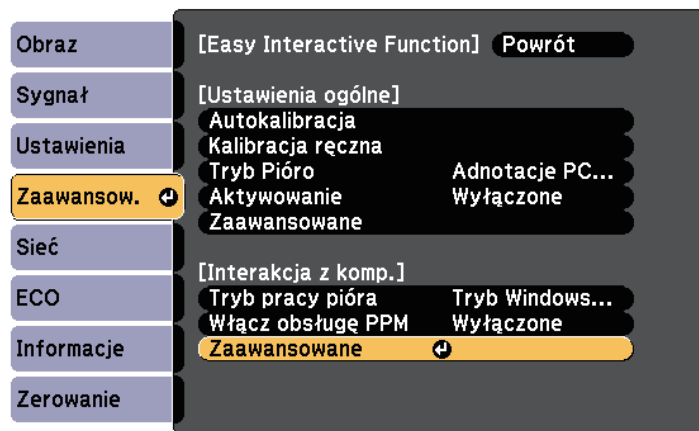 Obraz
Sygnał
Ustawienia
Zaawansow.
Sieć
ECO
Informacje
Zerowanie
[Easy Interactive Function] Powrót
[Ustawienia ogólne]
Autokalibracja
Kalibracja ręczna
Tryb Pióro Adnotacje PC...
Aktywowanie Wyłączone
Zaawansowane
[Interakcja z komp.]
Tryb pracy pióra Tryb Windows...
Włącz obsługę PPM Wyłączone
Zaawansowane